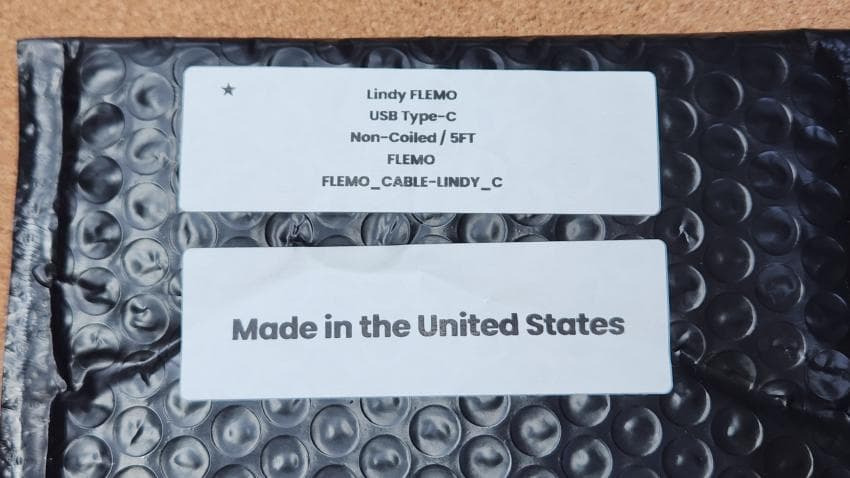 Lindy FLEMO
USB Type-C
Non-Coiled / 5FT
FLEMO
FLEMO_CABLE-LINDY_C
Made in the United States